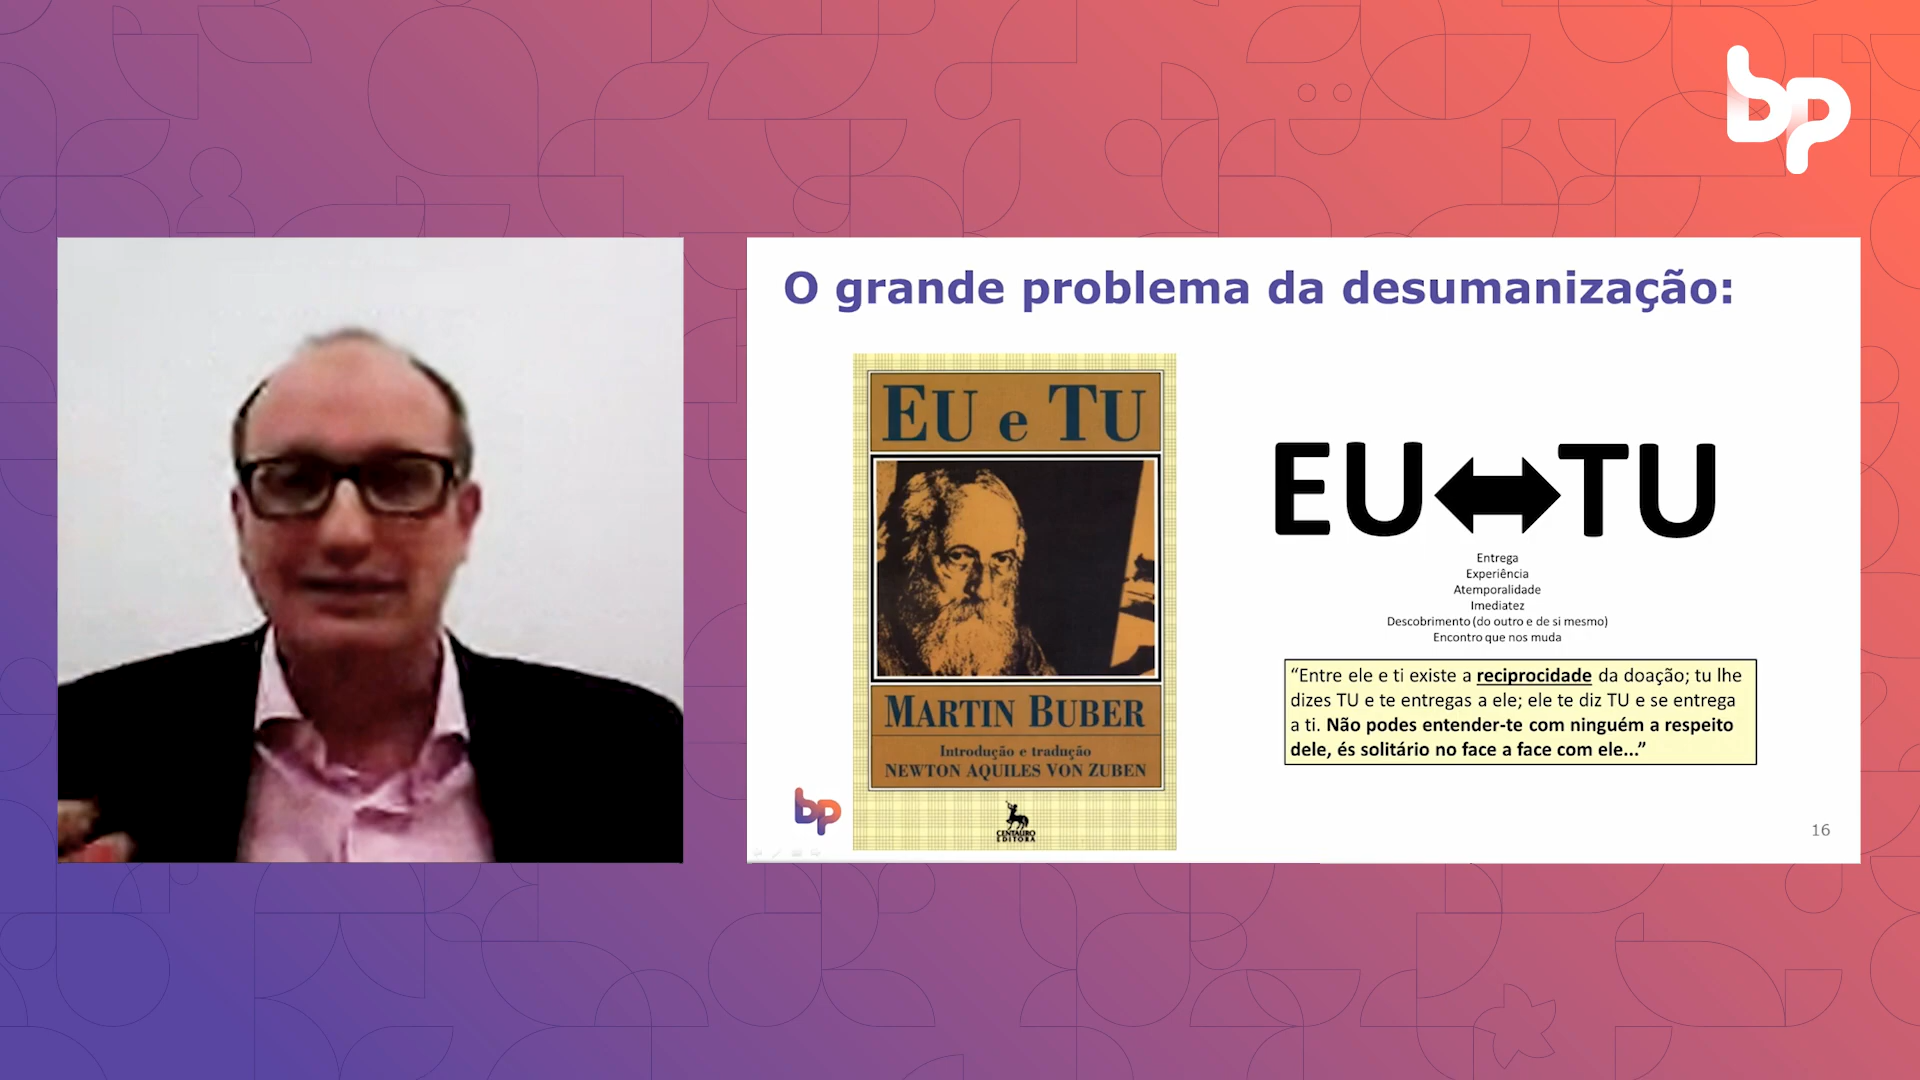 bp
O grande problema da desumanização:
EU e TU
MARTIN BUBER
Introdução e tradução
NEWTON AQUILES VON ZUBEN
CENTAURO
EDITORA
bp
EU TU
Entrega
Experiência
Atemporalidade
Imediatez
Descobrimento (do outro e de si mesmo)
Encontro que nos muda
“Entre ele e ti existe a reciprocidade da doação; tu lhe
dizes TU e te entregas a ele; ele te diz TU e se entrega
a ti. Não podes entender-te com ninguém a respeito
dele, és solitário no face a face com ele...”
16